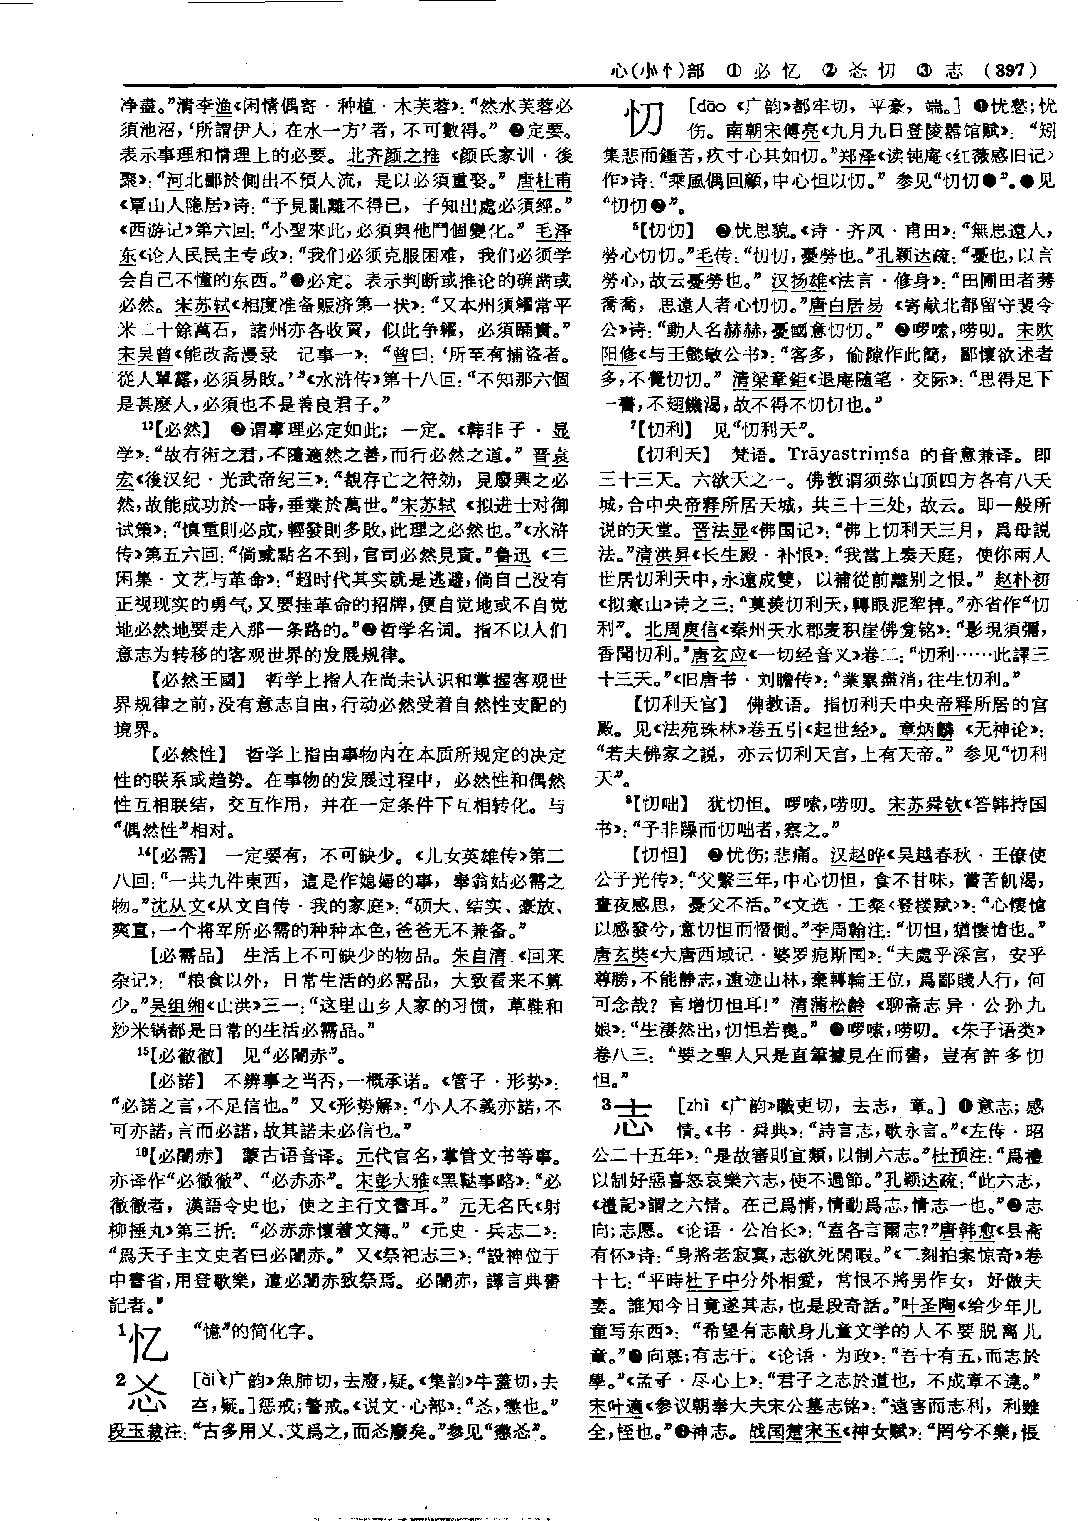 心(忄㣺)部 ①必忆 ②忞忉 ③志 (397)
净盡。”清李渔《闲情偶寄·种植·木芙蓉》：“然水芙蓉必
須池沼，‘所謂伊人，在水一方’者，不可數得。”❷定要。
表示事理和情理上的必要。北齐颜之推《颜氏家训·後
聚》：“河北鄙於側出不預人流，是以必須重娶。”唐杜甫
《覃山人隐居》诗：“予見亂離不得已，子知出處必須經。”
《西游记》第六回：“小聖來此，必須與他鬥個變化。”毛泽
东《论人民民主专政》：“我们必须克服困难，我们必须学
会自己不懂的东西。”❸必定。表示判断或推论的确凿或
必然。宋苏轼《相度准备赈济第一状》：“又本州須糴常平
米二十餘萬石，諸州亦各收買，似此争糴，必須踊貴。”
宋吴曾《能改斋漫录 记事一》：“曾曰：‘所至有捕盗者。
從人單露，必須易敗。’”《水浒传》第十八回：“不知那六個
是甚麽人，必須也不是善良君子。”
¹²【必然】 ❶谓事理必定如此；一定。《韩非子·显
学》：“故有術之君，不隨適然之善，而行必然之道。”晋袁
宏《後汉纪·光武帝纪三》：“觀存亡之符効，見廢興之必
然，故能成功於一時，垂業於萬世。”宋苏轼《拟进士对御
试策》：“慎重則必成，輕發則多敗，此理之必然也。”《水浒
传》第五六回：“倘或點名不到，官司必然見責。”鲁迅《三
闲集·文艺与革命》：“超时代其实就是逃避，倘自己没有
正视现实的勇气，又要挂革命的招牌，便自觉地或不自觉
地必然地要走入那一条路的。”❷哲学名词。指不以人们
意志为转移的客观世界的发展规律。
【必然王國】 哲学上指人在尚未认识和掌握客观世
界规律之前，没有意志自由，行动必然受着自然性支配的
境界。
【必然性】 哲学上指由事物内在本质所规定的决定
性的联系或趋势。在事物的发展过程中，必然性和偶然
性互相联结，交互作用，并在一定条件下互相转化。与
“偶然性”相对。
¹⁴【必需】 一定要有，不可缺少。《儿女英雄传》第二
八回：“一共九件東西，這是作媳婦的事，奉翁姑必需之
物。”沈从文《从文自传·我的家庭》：“硕大、结实、豪放、
爽直，一个将军所必需的种种本色，爸爸无不兼备。”
【必需品】 生活上不可缺少的物品。朱自清《回来
杂记》：“粮食以外，日常生活的必需品，大致看来不算
少。”吴组缃《山洪》三一：“这里山乡人家的习惯，草鞋和
炒米锅都是日常的生活必需品。”
¹⁵【必徹徹】 见“必闍赤”。
【必諾】 不辨事之当否，一概承诺。《管子·形势》：
“必諾之言，不足信也。”又《形势解》：“小人不義亦諾，不
可亦諾，言而必諾，故其諾未必信也。”
¹⁸【必闍赤】 蒙古语音译。元代官名，掌管文书等事。
亦译作“必徹徹”、“必赤赤”。宋彭大雅《黑鞑事略》：“必
徹徹者，漢語令史也，使之主行文書耳。”元无名氏《射
柳捶丸》第三折：“必赤赤懷着文簿。”《元史·兵志二》：
“爲天子主文史者曰必闍赤。”又《祭祀志三》：“設神位于
中書省，用登歌樂，遣必闍赤致祭焉。必闍赤，譯言典書
記者。”
1忆 “憶”的简化字。
2忞 [ài《广韵》魚肺切，去廢，疑。《集韵》牛蓋切，去
夳，疑。]惩戒；警戒。《说文·心部》：“㣻，懲也。”
段玉裁注：“古多用乂、艾爲之，而㣻廢矣。”参见“懲㣻”。
忉 [dāo《广韵》都牢切，平豪，端。]❶忧愁；忧
伤。南朝宋傅亮《九月九日登陵嚣馆赋》：“矧
集悲而鍾苦，疚寸心其如忉。”郑泽《读钝庵〈红薇感旧记〉
作》诗：“乘風偶回顧，中心怛以忉。”参见“忉忉❶”。❷见
“忉忉❷”。
⁵【忉忉】 ❶忧思貌。《诗·齐风·甫田》：“無思遠人，
勞心忉忉。”毛传：“忉忉，憂勞也。”孔颖达疏：“憂也，以言
勞心，故云憂勞也。”汉扬雄《法言·修身》：“田圃田者莠
喬喬，思遠人者心忉忉。”唐白居易《寄献北都留守裴令
公》诗：“動人名赫赫，憂國意忉忉。”❷啰嗦，唠叨。宋欧
阳修《与王懿敏公书》：“客多，偷隙作此簡，鄙懷欲述者
多，不覺忉忉。”清梁章鉅《退庵随笔·交际》：“思得足下
一書，不翅饑渴，故不得不忉忉也。”
⁷【忉利】 见“忉利天”。
【忉利天】 梵语。Trāyastriṃśa 的音意兼译。即
三十三天。六欲天之一。佛教谓须弥山顶四方各有八天
城，合中央帝释所居天城，共三十三处，故云。即一般所
说的天堂。晋法显《佛国记》：“佛上忉利天三月，爲母説
法。”清洪昇《长生殿·补恨》：“我當上奏天庭，使你兩人
世居忉利天中，永遠成雙，以補從前離别之恨。”赵朴初
《拟寒山》诗之三：“莫羨忉利天，轉眼泥犁掉。”亦省作“忉
利”。北周庾信《秦州天水郡麦积崖佛龛铭》：“影現須彌，
香聞忉利。”唐玄应《一切经音义》卷二：“忉利……此譯三
十三天。”《旧唐书·刘瞻传》：“業累盡消，往生忉利。”
【忉利天宫】 佛教语。指忉利天中央帝释所居的宫
殿。见《法苑珠林》卷五引《起世经》。章炳麟《无神论》：
“若夫佛家之説，亦云忉利天宫，上有天帝。”参见“忉利
天”。
⁸【忉咄】 犹忉怛。啰嗦，唠叨。宋苏舜钦《答韩持国
书》：“予非躁而忉咄者，察之。”
【忉怛】 ❶忧伤；悲痛。汉赵晔《吴越春秋·王僚使
公子光传》：“父繫三年，中心忉怛，食不甘味，嘗苦飢渴，
晝夜感思，憂父不活。”《文选·王粲〈登楼赋〉》：“心悽愴
以感發兮，意忉怛而憯惻。”李周翰注：“忉怛，猶悽愴也。”
唐玄奘《大唐西域记·婆罗痆斯国》：“夫處乎深宫，安乎
尊勝，不能静志，遠迹山林，棄轉輪王位，爲鄙賤人行，何
可念哉？言增忉怛耳！”清蒲松龄《聊斋志异·公孙九
娘》：“生凄然出，忉怛若喪。”❷啰嗦，唠叨。《朱子语类》
卷八三：“要之聖人只是直筆據見在而書，豈有許多忉
怛。”
3志 [zhì《广韵》職吏切，去志，章。]❶意志；感
情。《书·舜典》：“詩言志，歌永言。”《左传·昭
公二十五年》：“是故審則宜類，以制六志。”杜预注：“爲禮
以制好惡喜怒哀樂六志，使不過節。”孔颖达疏：“此六志，
《禮記》謂之六情。在己爲情，情動爲志，情志一也。”❷志
向；志愿。《论语·公冶长》：“盍各言爾志？”唐韩愈《县斋
有怀》诗：“身將老寂寞，志欲死閑暇。”《二刻拍案惊奇》卷
十七：“平時杜子中分外相愛，常恨不將男作女，好做夫
妻。誰知今日竟遂其志，也是段奇話。”叶圣陶《给少年儿
童写东西》：“希望有志献身儿童文学的人不要脱离儿
童。”❸向慕；有志于。《论语·为政》：“吾十有五，而志於
學。”《孟子·尽心上》：“君子之志於道也，不成章不達。”
宋叶適《参议朝奉大夫宋公墓志铭》：“遠害而志利，利難
全，恆也。”❹神志。战国楚宋玉《神女赋》：“罔兮不樂，悵